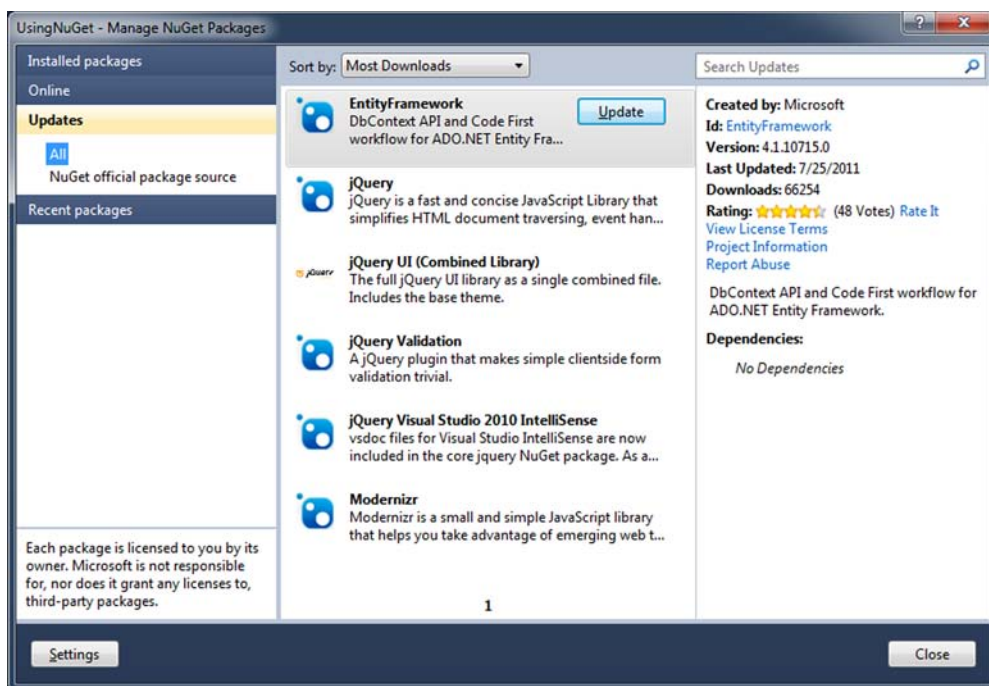 UsingNuGet - Manage NuGet Packages
Installed packages
Online
Updates
All
NuGet official package source
Recent packages
Each package is licensed to you by its
owner. Microsoft is not responsible
for, nor does it grant any licenses to,
third-party packages.
Settings
Sort by: Most Downloads
EntityFramework
DbContext API and Code First
workflow for ADO.NET Entity Fra...
Update
jQuery
jQuery is a fast and concise JavaScript Library that
simplifies HTML document traversing, event han...
jQuery
jQuery UI (Combined Library)
The full jQuery UI library as a single combined file.
Includes the base theme.
jQuery Validation
A jQuery plugin that makes simple clientside form
validation trivial.
jQuery Visual Studio 2010 IntelliSense
vsdoc files for Visual Studio IntelliSense are now
included in the core jquery NuGet package. As a...
Modernizr
Modernizr is a small and simple JavaScript library
that helps you take advantage of emerging web t...
1
Search Updates
Created by: Microsoft
Id: EntityFramework
Version: 4.1.10715.0
Last Updated: 7/25/2011
Downloads: 66254
Rating: (48 Votes) Rate It
View License Terms
Project Information
Report Abuse
DbContext API and Code First workflow for
ADO.NET Entity Framework.
Dependencies:
No Dependencies
Close